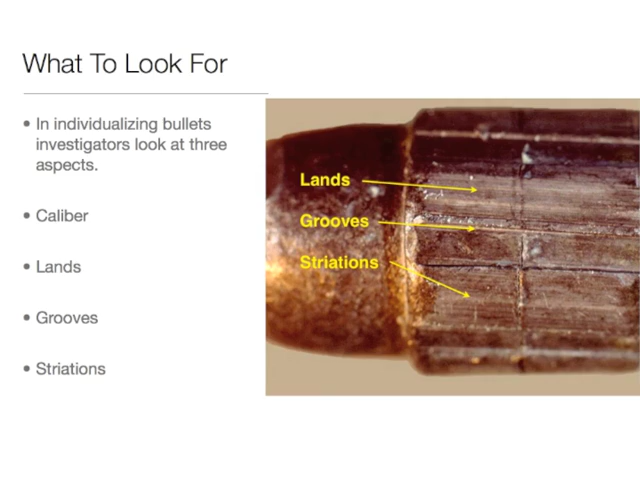 What To Look For
• In individualizing bullets
investigators look at three
aspects.
• Caliber
• Lands
• Grooves
• Striations
Lands
Grooves
Striations